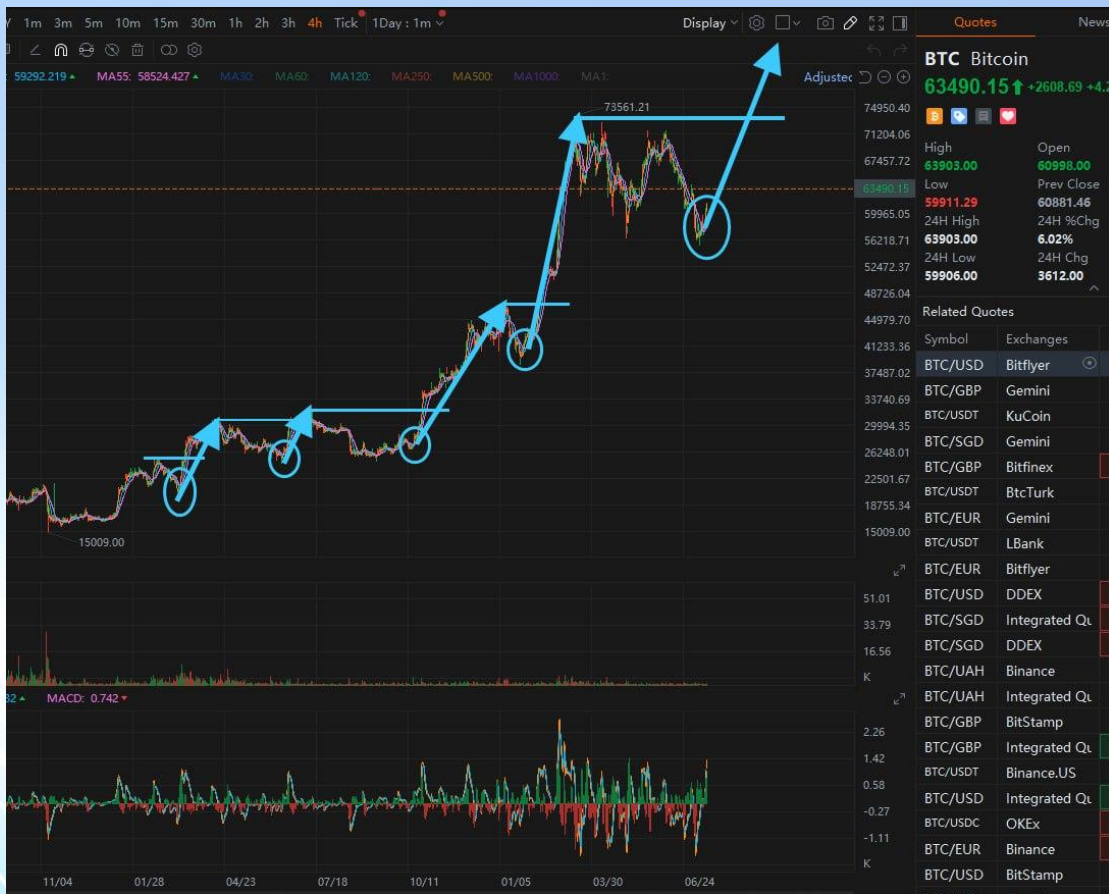 1m 3m 5m 10m 15m 30m 1h 2h 3h 4h Tick 1Day : 1m Display
Quotes News
59292.219 MA55: 58524.427 MA30: MA60: MA120: MA250: MA500: MA1000: MA1: Adjusted
BTC Bitcoin
63490.15 +2608.69
High Open
63903.00 60998.00
Low Prev Close
59911.29 60881.46
24H High 24H %Chg
63903.00 6.02%
24H Low 24H Chg
59906.00 3612.00
Related Quotes
Symbol Exchanges
BTC/USD Bitflyer
BTC/GBP Gemini
BTC/USDT KuCoin
BTC/SGD Gemini
BTC/GBP Bitfinex
BTC/USDT BtcTurk
BTC/EUR Gemini
BTC/USDT LBank
BTC/EUR Bitflyer
BTC/USD DDEX
BTC/SGD Integrated Qu
BTC/SGD DDEX
BTC/UAH Binance
BTC/UAH Integrated Qu
BTC/GBP BitStamp
BTC/GBP Integrated Qu
BTC/USDT Binance.US
BTC/USD Integrated Qu
BTC/USDC OKEx
BTC/EUR Binance
BTC/USD BitStamp
73561.21
15009.00
74950.40
71204.06
67457.72
63490.15
59965.05
56218.71
52472.37
48726.04
44979.70
41233.36
37487.02
33740.69
29994.35
26248.01
22501.67
18755.34
15009.00
51.01
33.79
16.56
K
MACD: 0.742
2.26
1.42
0.58
-0.27
-1.11
K
11/04 01/28 04/23 07/18 10/11 01/05 03/30 06/24